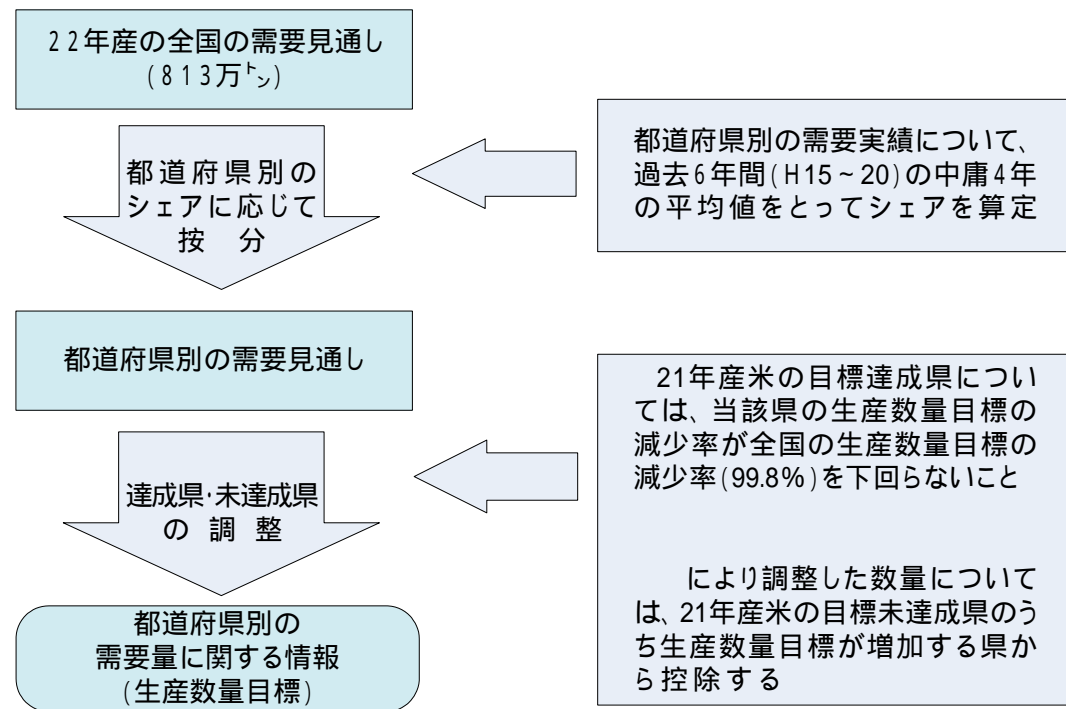 22年産の全国の需要見通し
(813万㌧)
都道府県別の
シェアに応じて
按　分
都道府県別の需要実績について、
過去6年間(H15～20)の中庸4年
の平均値をとってシェアを算定
都道府県別の需要見通し
達成県・未達成県
の　調　整
21年産米の目標達成県につい
ては、当該県の生産数量目標の
減少率が全国の生産数量目標の
減少率(99.8%)を下回らないこと
により調整した数量について
は、21年産米の目標未達成県のう
ち生産数量目標が増加する県か
ら控除する
都道府県別の
需要量に関する情報
(生産数量目標)